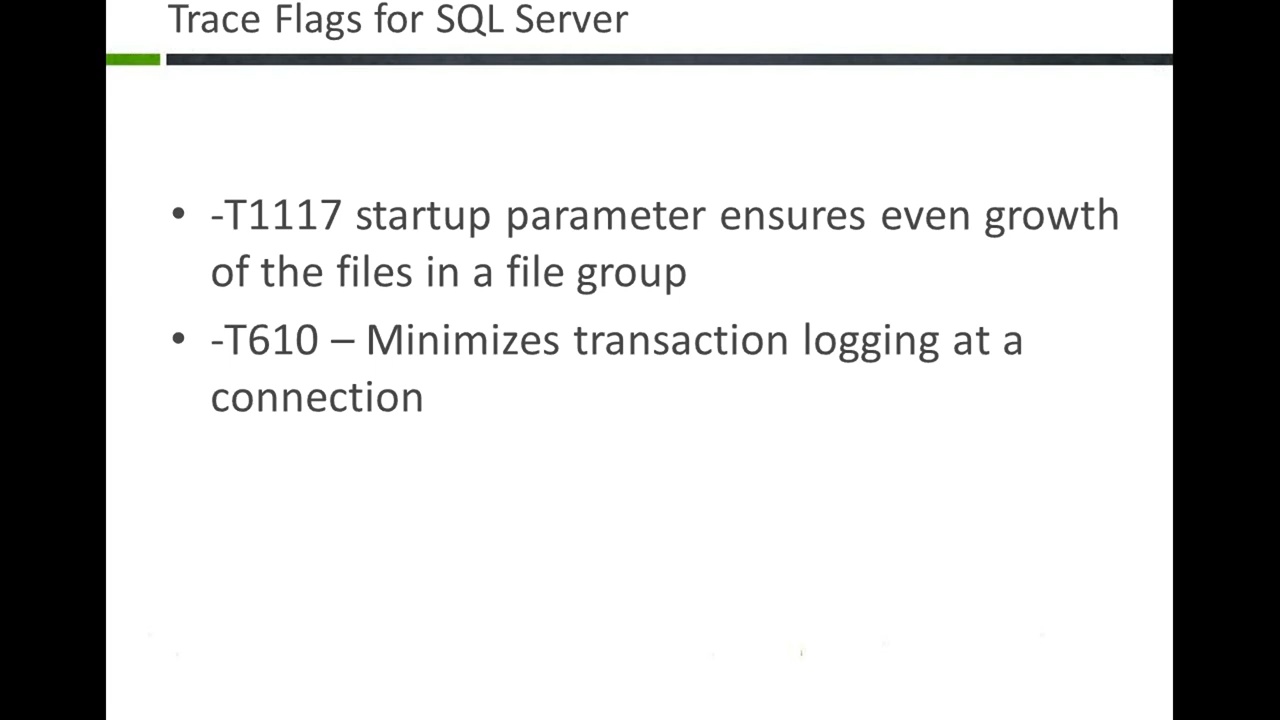 Trace Flags for SQL Server
• -T1117 startup parameter ensures even growth
of the files in a file group
• -T610 – Minimizes transaction logging at a
connection